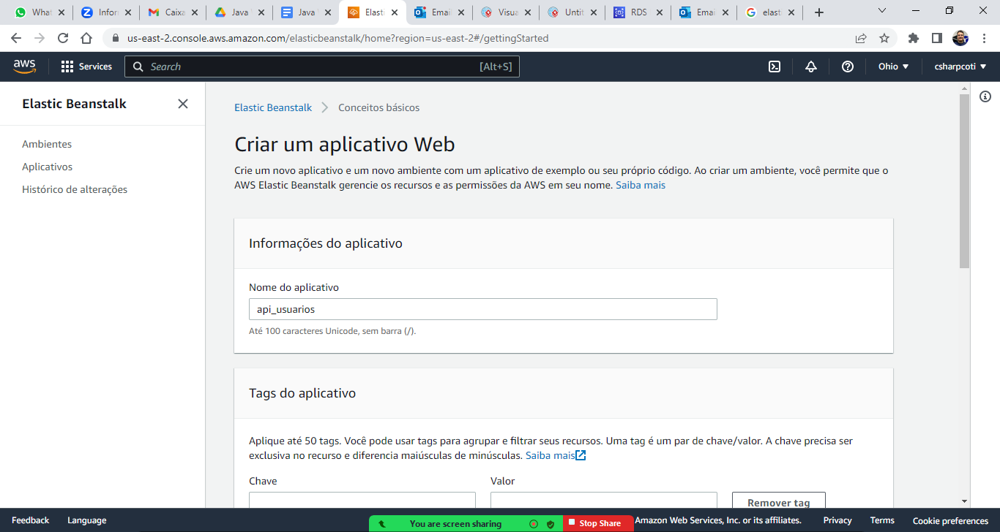 What
Inform
Caixa
Java
Java
Elasti
Email
Visua
Untit
RDS
Emai
elast
us-east-2.console.aws.amazon.com/elasticbeanstalk/home?region=us-east-2#/gettingStarted
aws
Services
Search
[Alt+S]
Ohio
csharpcoti
Elastic Beanstalk
Ambientes
Aplicativos
Histórico de alterações
Elastic Beanstalk
Conceitos básicos
Criar um aplicativo Web
Crie um novo aplicativo e um novo ambiente com um aplicativo de exemplo ou seu próprio código. Ao criar um ambiente, você permite que o
AWS Elastic Beanstalk gerencie os recursos e as permissões da AWS em seu nome. Saiba mais
Informações do aplicativo
Nome do aplicativo
api_usuarios
Até 100 caracteres Unicode, sem barra (/).
Tags do aplicativo
Aplique até 50 tags. Você pode usar tags para agrupar e filtrar seus recursos. Uma tag é um par de chave/valor. A chave precisa ser
exclusiva no recurso e diferencia maiúsculas de minúsculas. Saiba mais
Chave
Valor
Remover tag
Feedback
Language
You are screen sharing
Stop Share
Amazon Web Services, Inc. or its affiliates.
Privacy
Terms
Cookie preferences